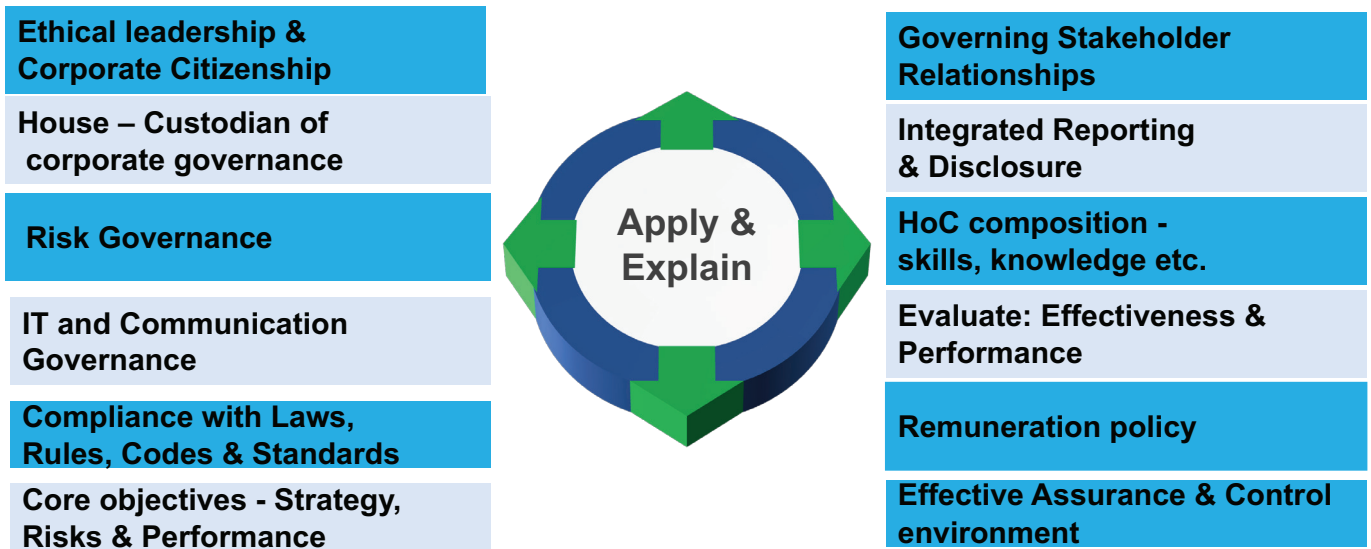 Ethical leadership &
Corporate Citizenship
House – Custodian of
corporate governance
Risk Governance
IT and Communication
Governance
Compliance with Laws,
Rules, Codes & Standards
Core objectives - Strategy,
Risks & Performance
Apply &
Explain
Governing Stakeholder
Relationships
Integrated Reporting
& Disclosure
HoC composition -
skills, knowledge etc.
Evaluate: Effectiveness &
Performance
Remuneration policy
Effective Assurance & Control
environment